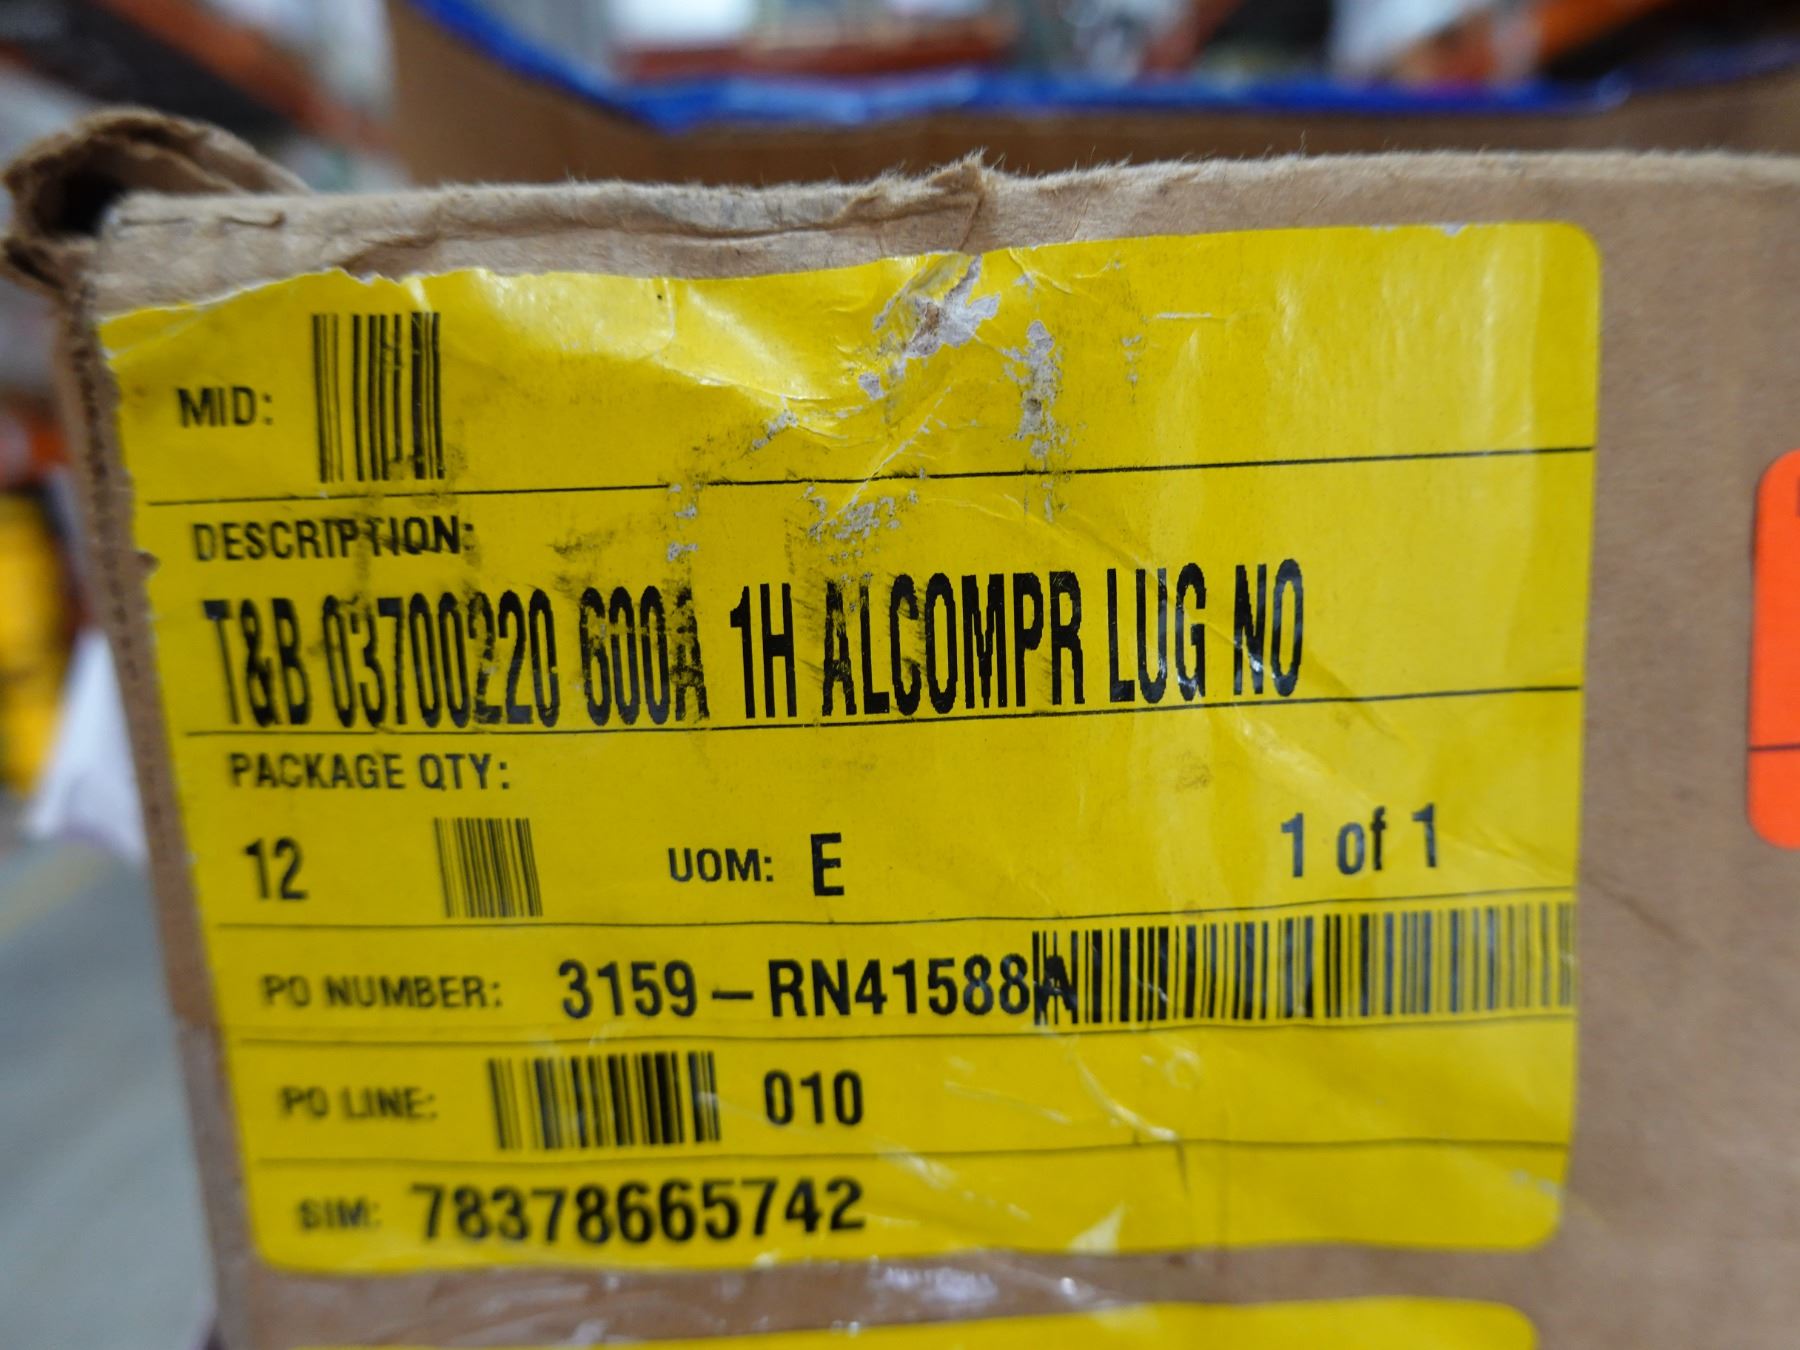 MID:
DESCRIPTION:
T&B 03700220 600A 1H ALCOMPR LUG NO
PACKAGE QTY:
12 UOM: E 1 of 1
PO NUMBER: 3159-RN41588
PO LINE: 010
SIM: 78378665742